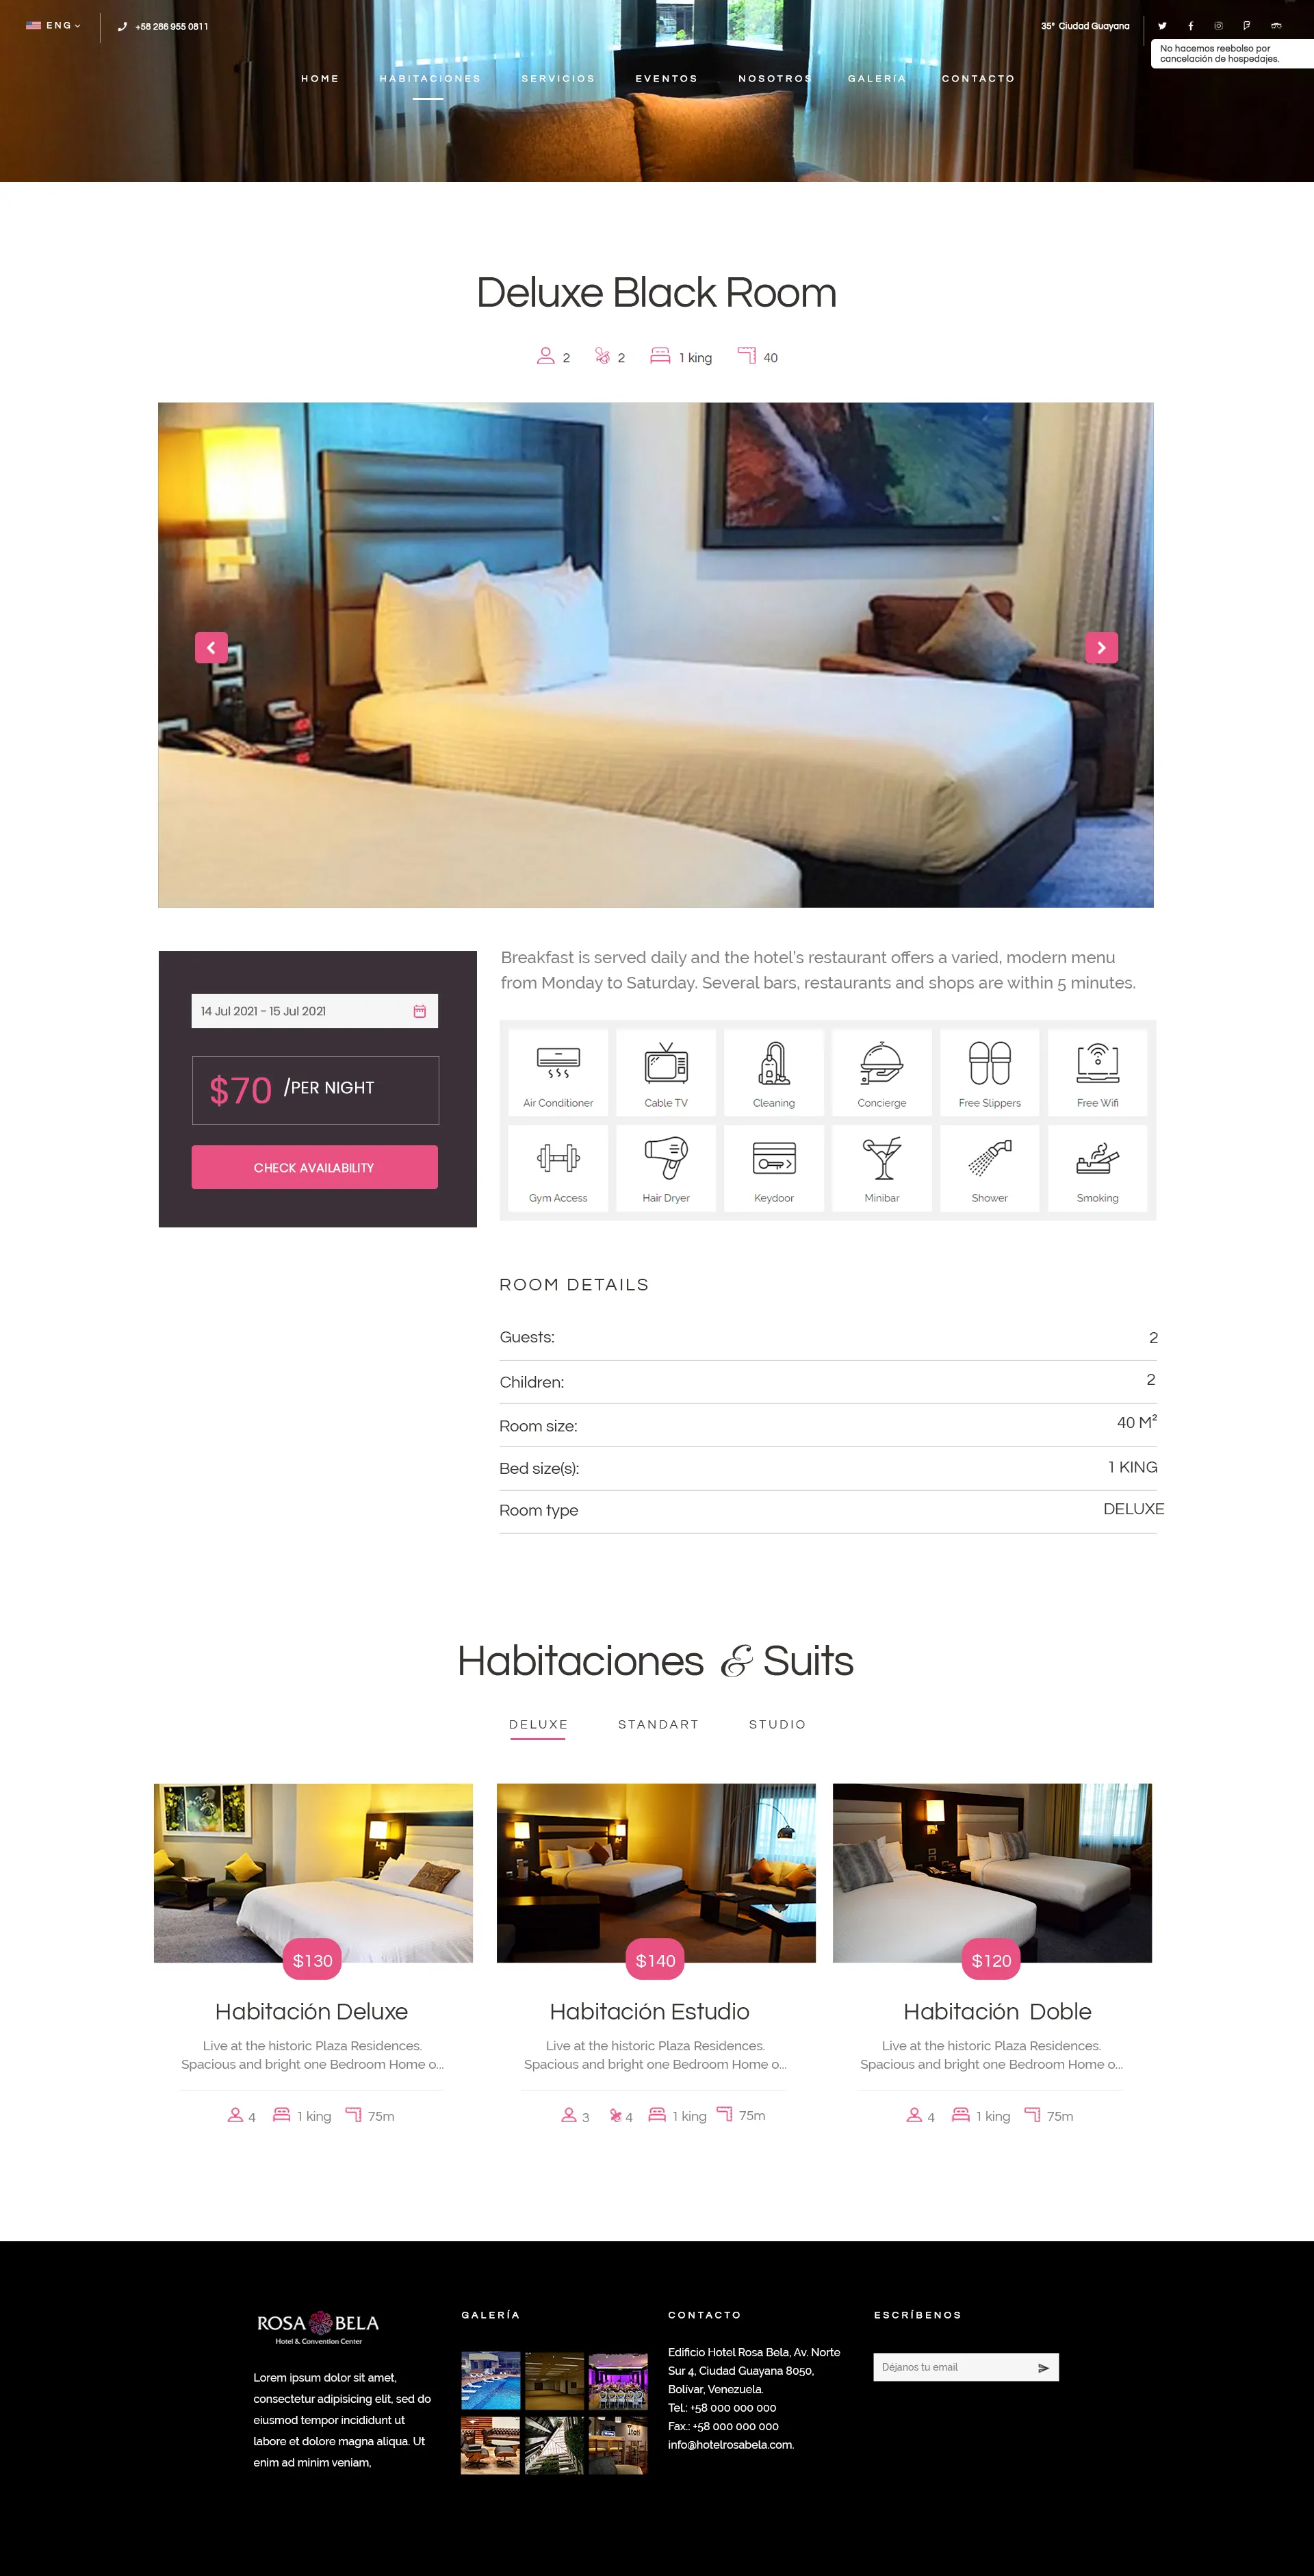 ENG
+58 286 955 0811
35° Ciudad Guayana
No hacemos reebolso por
cancelación de hospedajes.
HOME HABITACIONES SERVICIOS EVENTOS NOSOTROS GALERÍA CONTACTO
Deluxe Black Room
2 2 1 king 40
Breakfast is served daily and the hotel's restaurant offers a varied, modern menu
from Monday to Saturday. Several bars, restaurants and shops are within 5 minutes.
14 Jul 2021 - 15 Jul 2021
$70 /PER NIGHT
CHECK AVAILABILITY
Air Conditioner Cable TV Cleaning Concierge Free Slippers Free Wifi
Gym Access Hair Dryer Keydoor Minibar Shower Smoking
ROOM DETAILS
Guests: 2
Children: 2
Room size: 40 M²
Bed size(s): 1 KING
Room type DELUXE
Habitaciones & Suits
DELUXE STANDART STUDIO
$130
Habitación Deluxe
Live at the historic Plaza Residences.
Spacious and bright one Bedroom Home o...
4 1 king 75m
$140
Habitación Estudio
Live at the historic Plaza Residences.
Spacious and bright one Bedroom Home o...
3 4 1 king 75m
$120
Habitación Doble
Live at the historic Plaza Residences.
Spacious and bright one Bedroom Home o...
4 1 king 75m
ROSA BELA
Hotel & Convention Center
Lorem ipsum dolor sit amet,
consectetur adipisicing elit, sed do
eiusmod tempor incididunt ut
labore et dolore magna aliqua. Ut
enim ad minim veniam,
GALERÍA
CONTACTO
Edificio Hotel Rosa Bela, Av. Norte
Sur 4, Ciudad Guayana 8050,
Bolívar, Venezuela.
Tel.: +58 000 000 000
Fax.: +58 000 000 000
info@hotelrosabela.com.
ESCRÍBENOS
Déjanos tu email